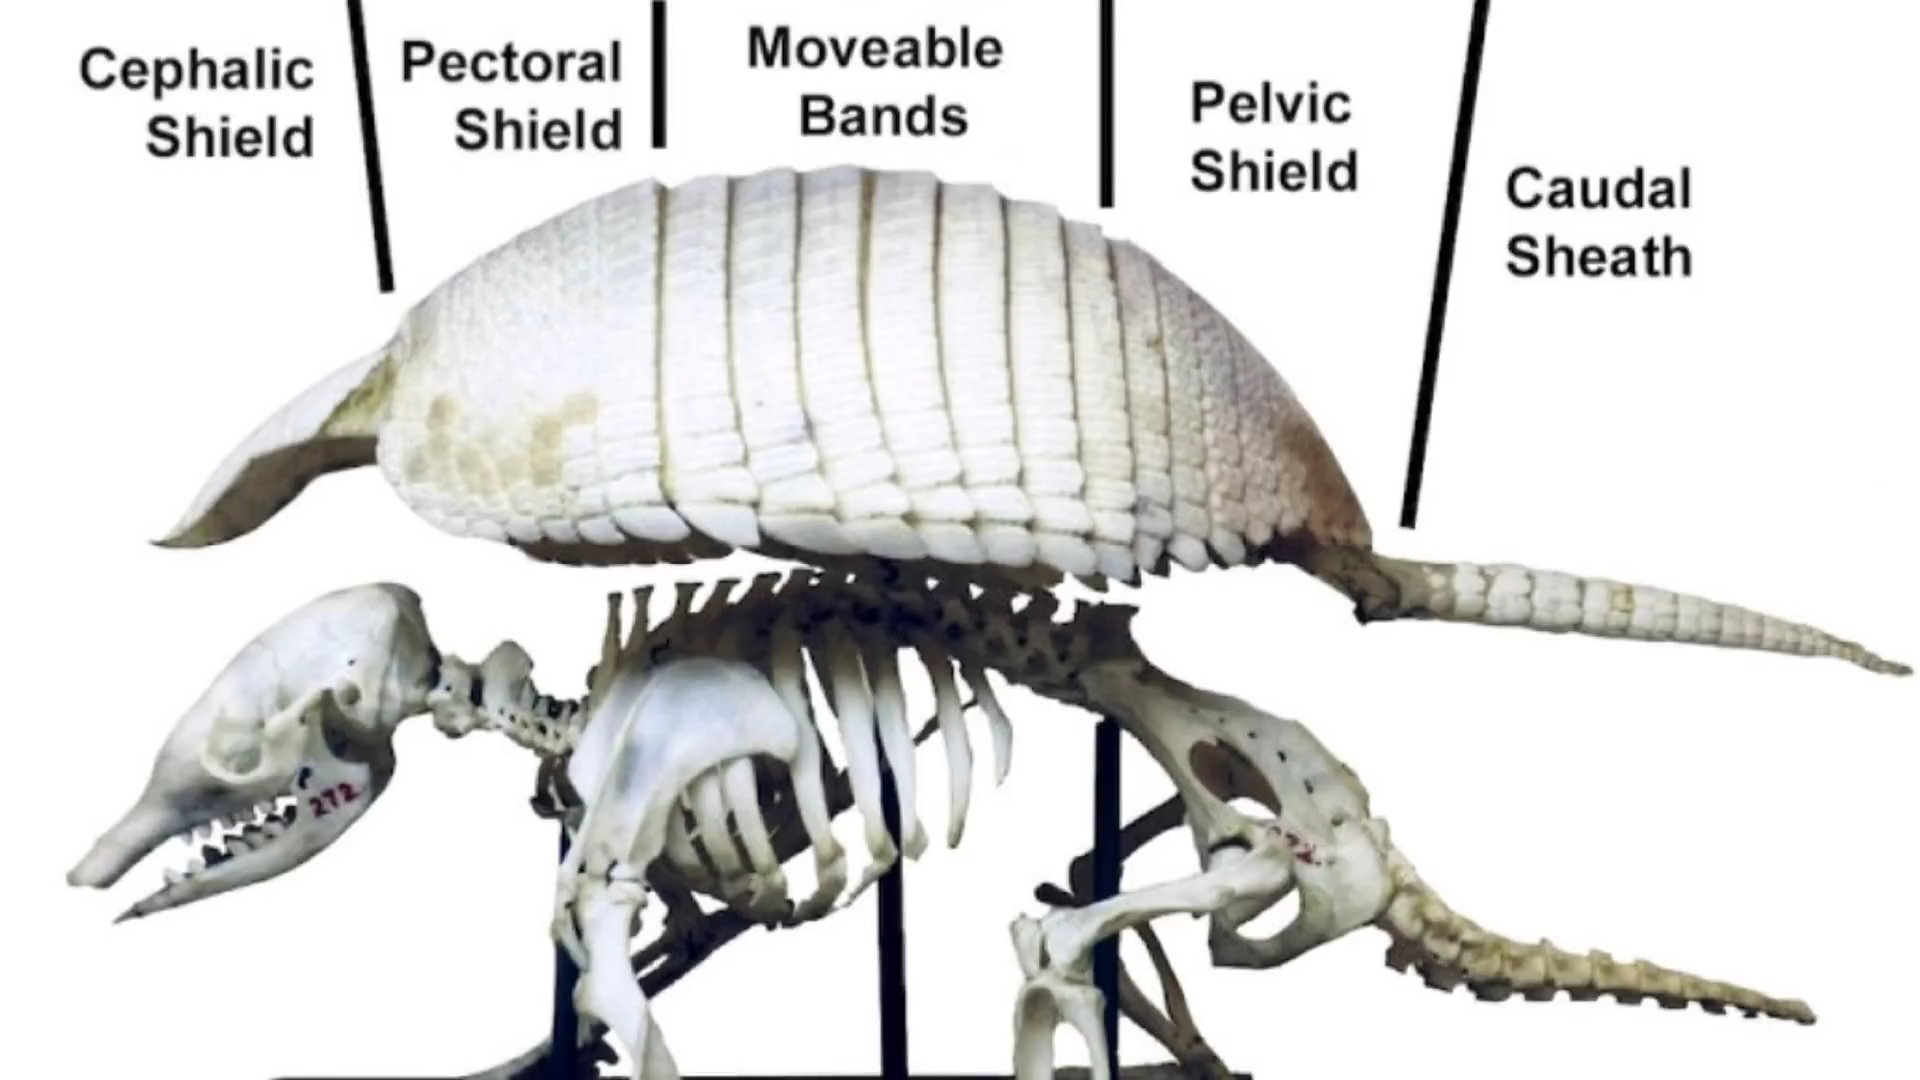 Cephalic
Shield
Pectoral
Shield
Moveable
Bands
Pelvic
Shield
Caudal
Sheath
272